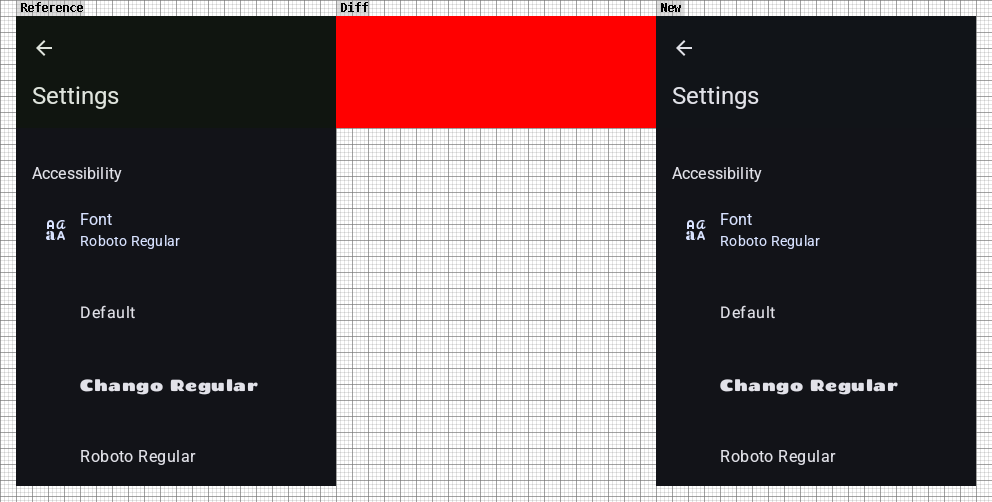 Reference
Diff
New
Settings
Accessibility
Font
Roboto Regular
Default
Chango Regular
Roboto Regular
Settings
Accessibility
Font
Roboto Regular
Default
Chango Regular
Roboto Regular